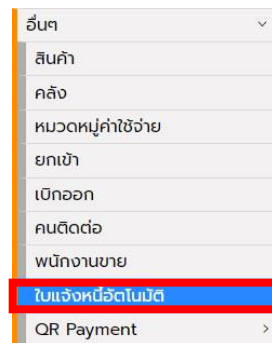 อื่นๆ
สินค้า
คลัง
หมวดหมู่ค่าใช้จ่าย
ยกเข้า
เบิกออก
คนติดต่อ
พนักงานขาย
ใบแจ้งหนี้อัตโนมัติ
QR Payment